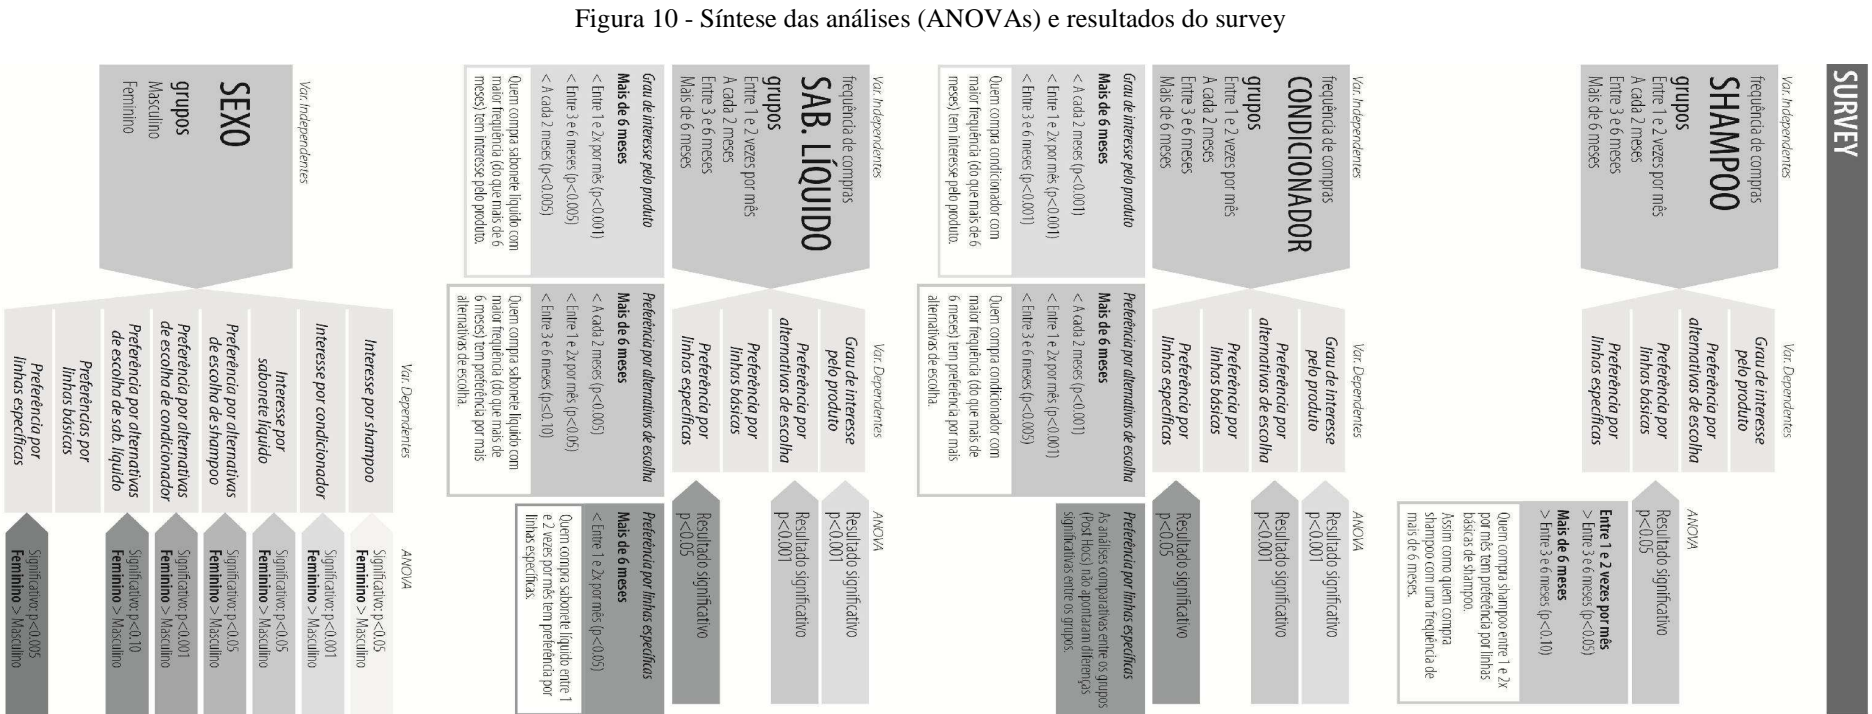 Figura 10 - Síntese das análises (ANOVAs) e resultados do survey
SURVEY
Var. Independentes
frequência de compras
SHAMPOO
grupos
Entre 1 e 2 vezes por mês
A cada 2 meses
Entre 3 e 6 meses
Mais de 6 meses
Var. Dependentes
Grau de interesse
pelo produto
Preferência por
alternativas de escolha
Preferência por
linhas básicas
Preferência por
linhas específicas
ANOVA
Resultado significativo
p<0.05
Entre 1 e 2 vezes por mês
> Entre 3 e 6 meses (p<0.05)
Mais de 6 meses
> Entre 3 e 6 meses (p<0.10)
Quem compra shampoo entre 1 e 2x
por mês tem preferência por linhas
básicas de shampoo.
Assim como quem compra
shampoo com uma frequência de
mais de 6 meses.
Var. Independentes
frequência de compras
CONDICIONADOR
grupos
Entre 1 e 2 vezes por mês
A cada 2 meses
Entre 3 e 6 meses
Mais de 6 meses
Var. Dependentes
Grau de interesse
pelo produto
Preferência por
alternativas de escolha
Preferência por
linhas básicas
Preferência por
linhas específicas
ANOVA
Resultado significativo
p<0.001
Resultado significativo
p<0.001
Resultado significativo
p<0.05
Grau de interesse pelo produto
Mais de 6 meses
< A cada 2 meses (p<0.001)
< Entre 1 e 2x por mês (p<0.001)
< Entre 3 e 6 meses (p<0.001)
Quem compra condicionador com
maior frequência (do que mais de 6
meses) tem interesse pelo produto.
Preferência por alternativas de escolha
Mais de 6 meses
< A cada 2 meses (p<0.001)
< Entre 1 e 2x por mês (p<0.001)
< Entre 3 e 6 meses (p<0.005)
Quem compra condicionador com
maior frequência (do que mais de
6 meses) tem preferência por mais
alternativas de escolha.
Preferência por linhas específicas
As análises comparativas entre os grupos
(Post Hocs) não apontaram diferenças
significativas entre os grupos.
Var. Independentes
frequência de compras
SAB. LÍQUIDO
grupos
Entre 1 e 2 vezes por mês
A cada 2 meses
Entre 3 e 6 meses
Mais de 6 meses
Var. Dependentes
Grau de interesse
pelo produto
Preferência por
alternativas de escolha
Preferência por
linhas básicas
Preferência por
linhas específicas
ANOVA
Resultado significativo
p<0.001
Resultado significativo
p<0.001
Resultado significativo
p<0.05
Grau de interesse pelo produto
Mais de 6 meses
< Entre 1 e 2x por mês (p<0.001)
< Entre 3 e 6 meses (p<0.005)
< A cada 2 meses (p<0.005)
Quem compra sabonete líquido com
maior frequência (do que mais de 6
meses) tem interesse pelo produto.
Preferência por alternativas de escolha
Mais de 6 meses
< A cada 2 meses (p<0.005)
< Entre 1 e 2x por mês (p<0.05)
< Entre 3 e 6 meses (p≤0.10)
Quem compra sabonete líquido com
maior frequência (do que mais de
6 meses) tem preferência por mais
alternativas de escolha.
Preferência por linhas específicas
Mais de 6 meses
< Entre 1 e 2x por mês (p<0.05)
Quem compra sabonete líquido entre 1
e 2 vezes por mês tem preferência por
linhas específicas.
Var. Independentes
SEXO
grupos
Masculino
Feminino
Var. Dependentes
Interesse por shampoo
Interesse por condicionador
Interesse por
sabonete líquido
Preferência por alternativas
de escolha de shampoo
Preferência por alternativas
de escolha de condicionador
Preferência por alternativas
de escolha de sab. líquido
Preferências por
linhas básicas
Preferência por
linhas específicas
ANOVA
Significativo: p<0.05
Feminino > Masculino
Significativo: p<0.001
Feminino > Masculino
Significativo: p<0.05
Feminino > Masculino
Significativo: p<0.05
Feminino > Masculino
Significativo: p<0.001
Feminino > Masculino
Significativo: p<0.10
Feminino > Masculino
Significativo: p<0.005
Feminino > Masculino